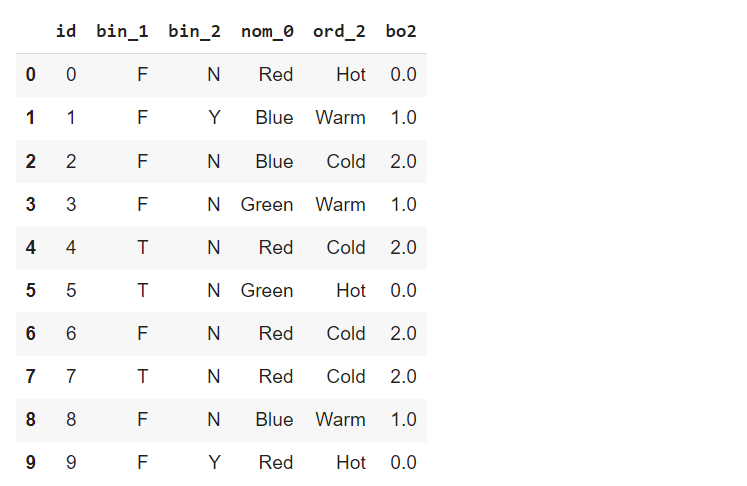 id bin_1 bin_2 nom_0 ord_2 bo2
0 0 F N Red Hot 0.0
1 1 F Y Blue Warm 1.0
2 2 F N Blue Cold 2.0
3 3 F N Green Warm 1.0
4 4 T N Red Cold 2.0
5 5 T N Green Hot 0.0
6 6 F N Red Cold 2.0
7 7 T N Red Cold 2.0
8 8 F N Blue Warm 1.0
9 9 F Y Red Hot 0.0